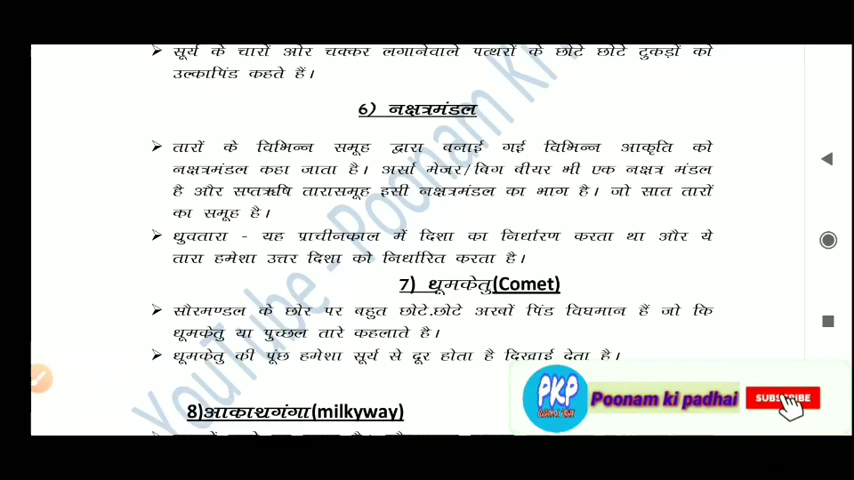 ➢ सूर्य के चारों ओर चक्कर लगानेवाले पत्थरों के छोटे छोटे टुकड़ों को
उल्कापिंड कहते हैं।
6) नक्षत्रमंडल
➢ तारों के विभिन्न समूह द्वारा बनाई गई विभिन्न आकृति को
नक्षत्रमंडल कहा जाता है। अर्सा मेजर/विग वीयर भी एक नक्षत्र मंडल
है और सप्तऋषि तारासमूह इसी नक्षत्रमंडल का भाग है। जो सात तारों
का समूह है।
➢ ध्रुवतारा - यह प्राचीनकाल में दिशा का निर्धारण करता था और ये
तारा हमेशा उत्तर दिशा को निर्धारित करता है।
7) धूमकेतु(Comet)
➢ सौरमण्डल के छोर पर बहुत छोटे.छोटे अरबों पिंड विघमान हैं जो कि
धूमकेतु या पुच्छल तारे कहलाते है।
➢ धूमकेतु की पूंछ हमेशा सूर्य से दूर होता है दिखाई देता है।
8)आकाशगंगा(milkyway)
YouTube - Poonam Ki
PKP
Poonam ki padhai
SUBSCRIBE